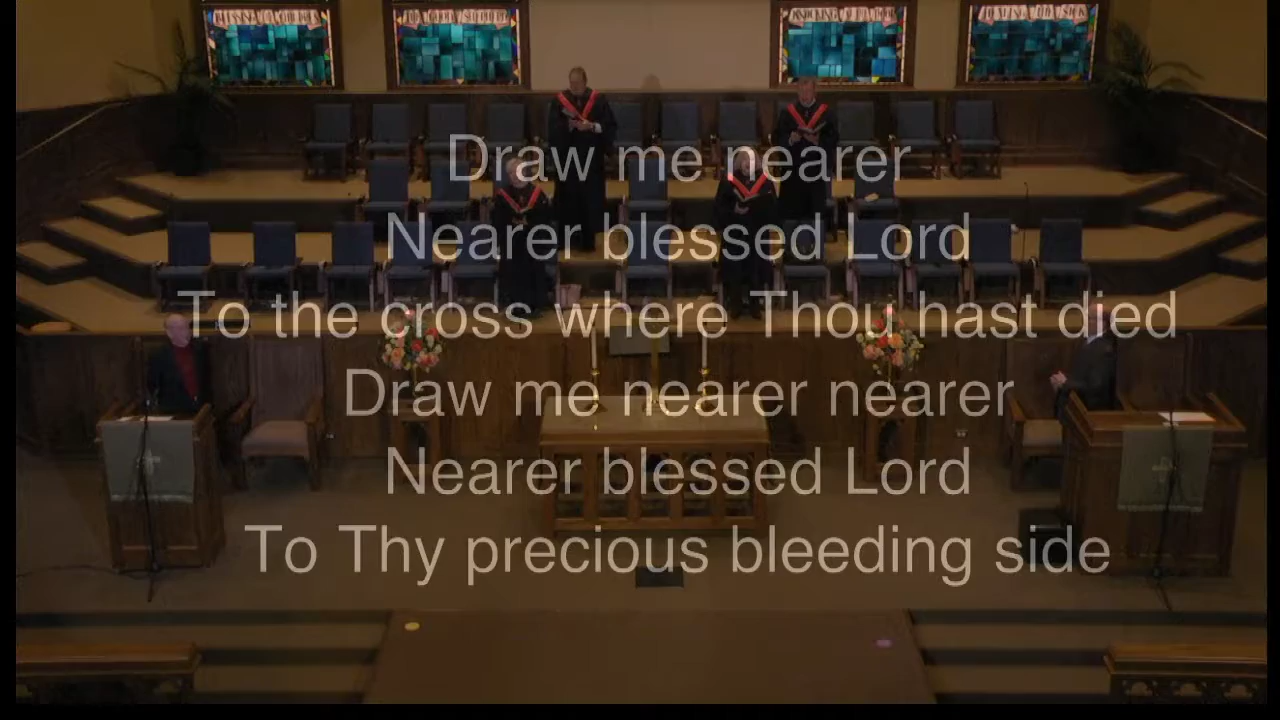 Draw me nearer
Nearer blessed Lord
To the cross where Thou hast died
Draw me nearer nearer
Nearer blessed Lord
To Thy precious bleeding side